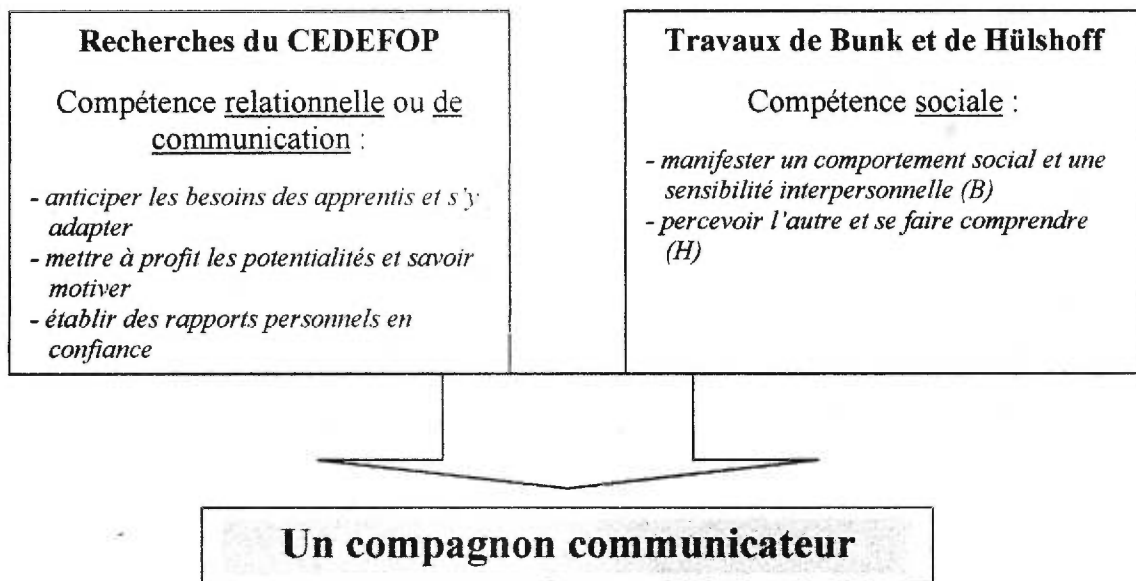 Recherches du CEDEFOP
Compétence relationnelle ou de
communication :
- anticiper les besoins des apprentis et s'y
adapter
- mettre à profit les potentialités et savoir
motiver
- établir des rapports personnels en
confiance
Travaux de Bunk et de Hülshoff
Compétence sociale :
- manifester un comportement social et une
sensibilité interpersonnelle (B)
- percevoir l'autre et se faire comprendre
(H)
Un compagnon communicateur